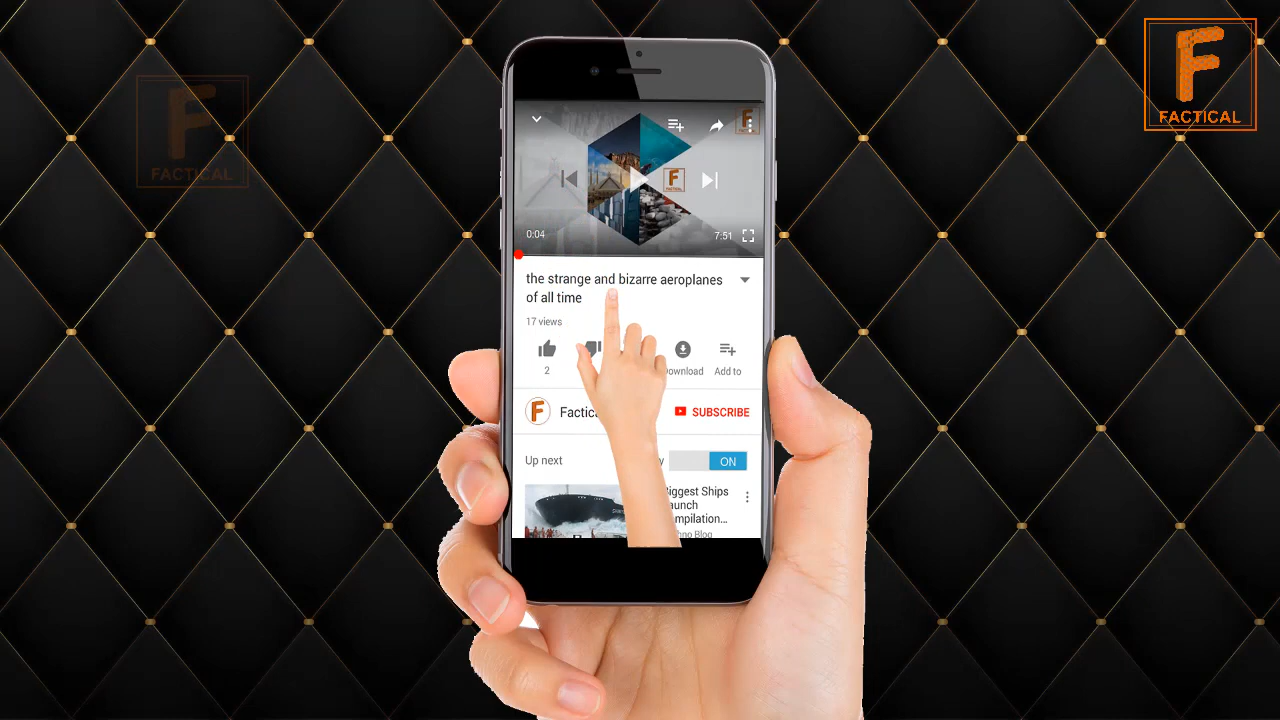 F
FACTICAL
F
FACTICAL
F
F
0:04
7:51
the strange and bizarre aeroplanes
of all time
17 views
2
Add to
F
SUBSCRIBE
Up next
ON
Ships